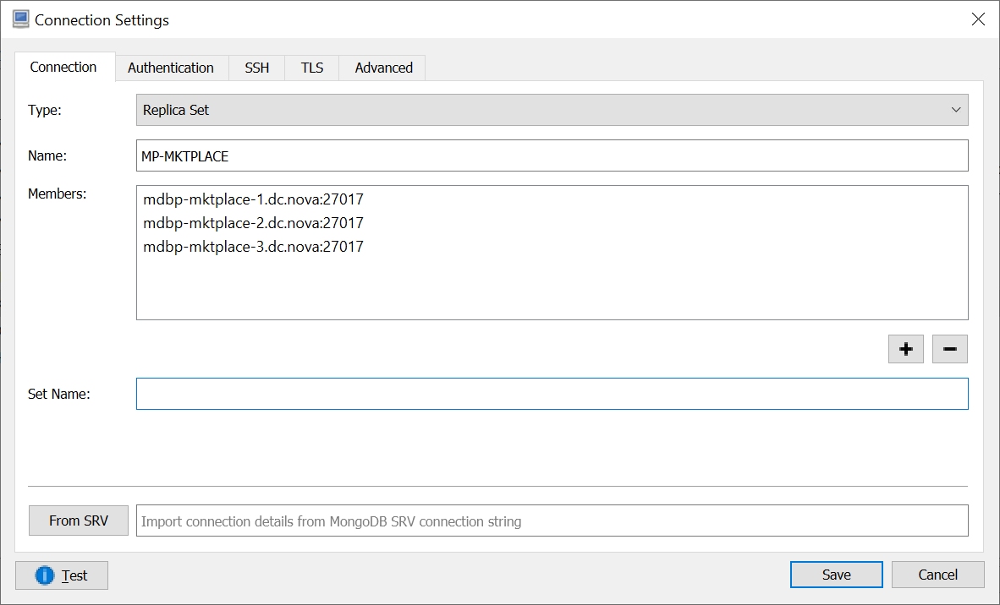 Connection Settings
Connection Authentication SSH TLS Advanced
Type: Replica Set
Name: MP-MKTPLACE
Members: mdbp-mktplace-1.dc.nova:27017
mdbp-mktplace-2.dc.nova:27017
mdbp-mktplace-3.dc.nova:27017
Set Name:
From SRV Import connection details from MongoDB SRV connection string
Test Save Cancel